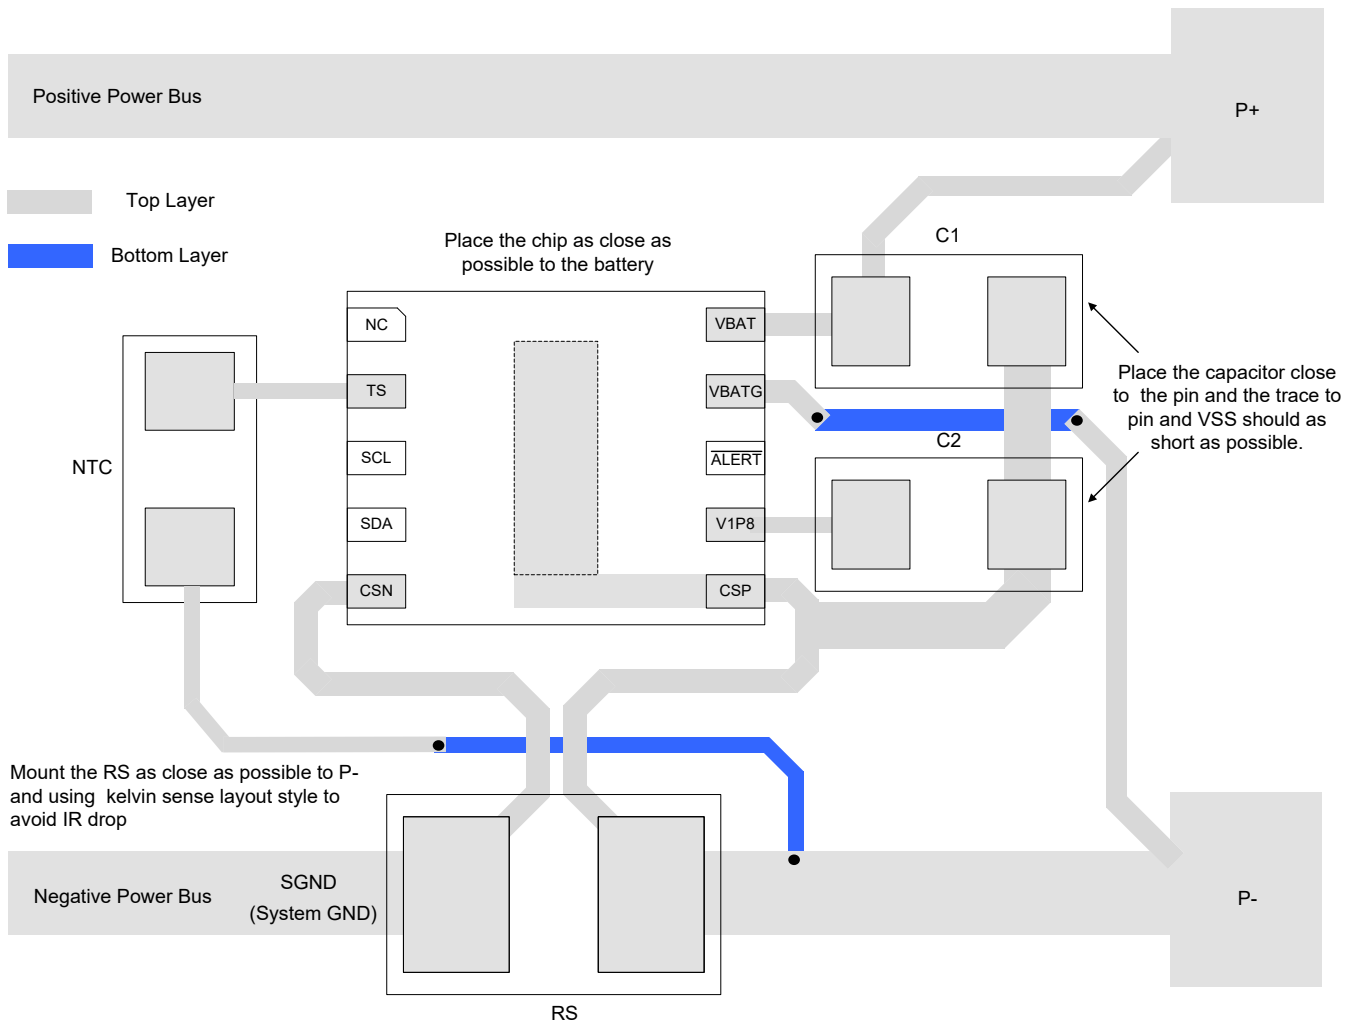 Positive Power Bus
P+
Top Layer
Bottom Layer
Place the chip as close as
possible to the battery
C1
NC
VBAT
TS
VBATG
SCL
ALERT
SDA
V1P8
CSN
CSP
NTC
C2
Place the capacitor close
to the pin and the trace to
pin and VSS should as
short as possible.
Mount the RS as close as possible to P-
and using kelvin sense layout style to
avoid IR drop
Negative Power Bus
SGND
(System GND)
P-
RS